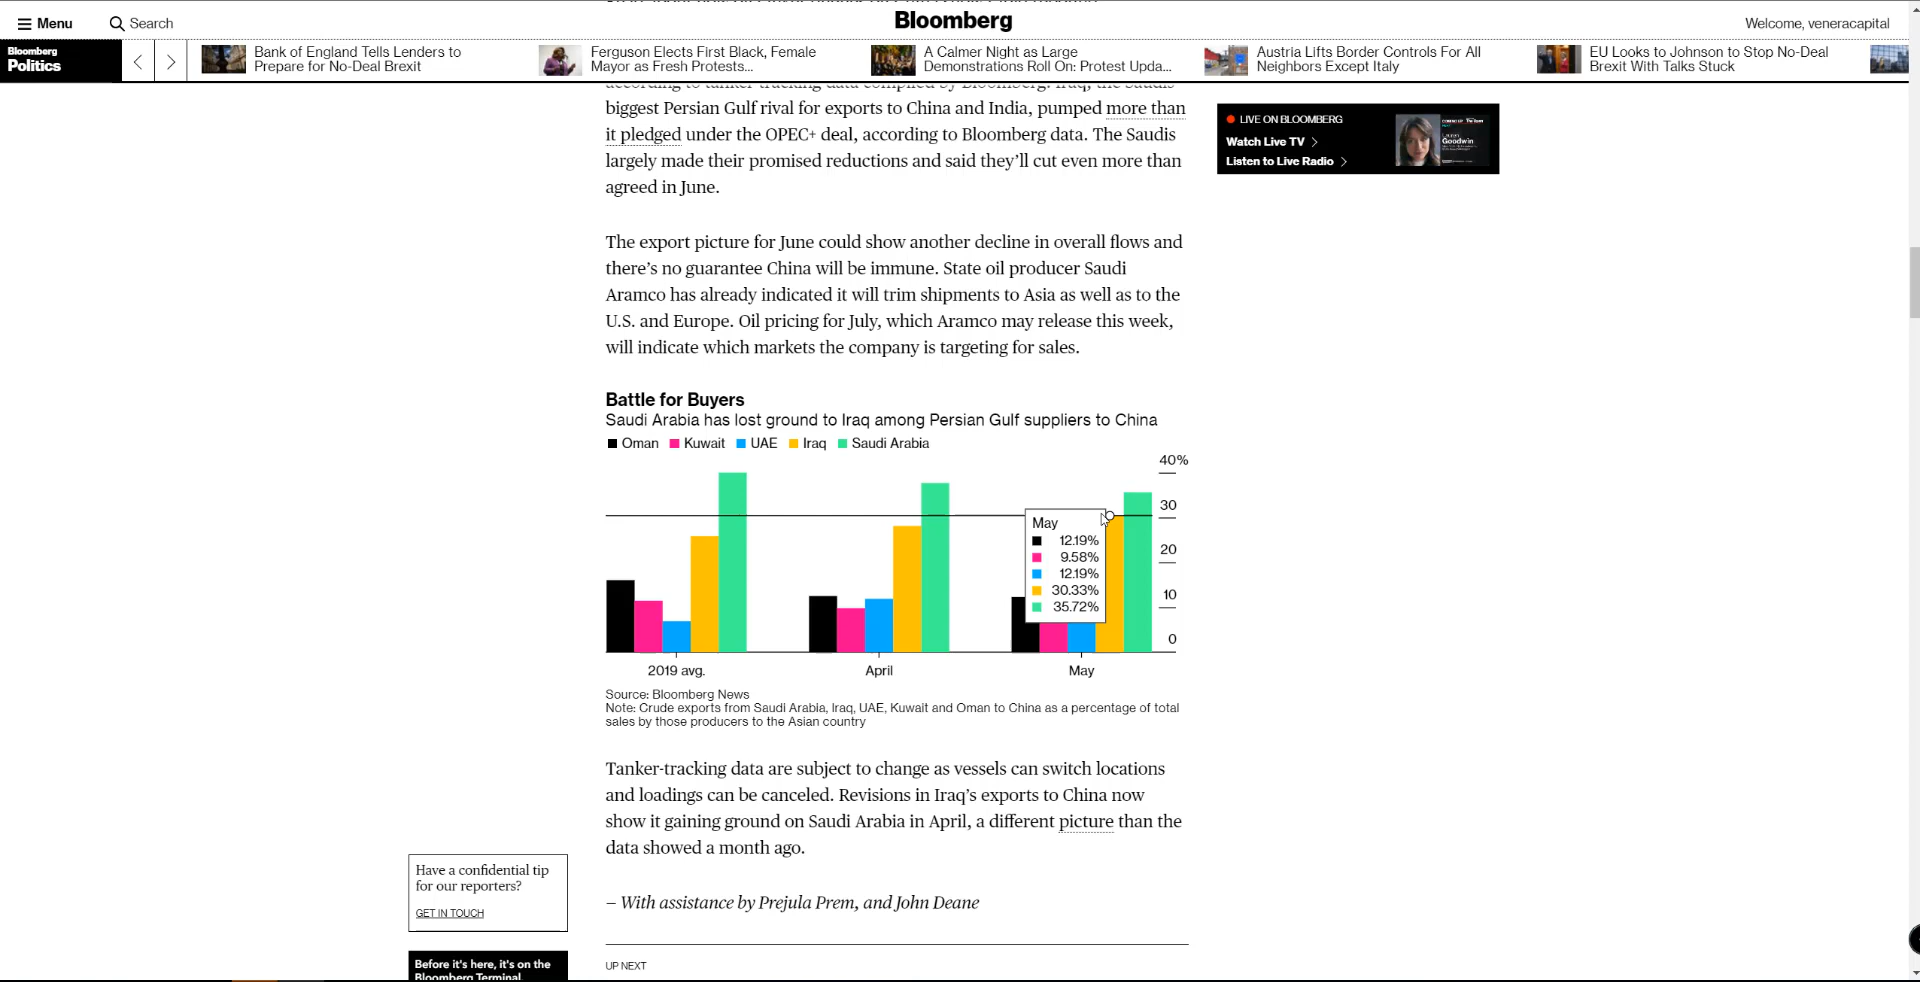 Menu
Search
Bloomberg
Welcome, veneracapital
Bloomberg
Politics
Bank of England Tells Lenders to
Prepare for No-Deal Brexit
Ferguson Elects First Black, Female
Mayor as Fresh Protests...
A Calmer Night as Large
Demonstrations Roll On: Protest Upda...
Austria Lifts Border Controls For All
Neighbors Except Italy
EU Looks to Johnson to Stop No-Deal
Brexit With Talks Stuck
according to tanker-tracking data compiled by Bloomberg. Iraq, the Saudis'
biggest Persian Gulf rival for exports to China and India, pumped more than
it pledged under the OPEC+ deal, according to Bloomberg data. The Saudis
largely made their promised reductions and said they’ll cut even more than
agreed in June.
LIVE ON BLOOMBERG
Watch Live TV >
Listen to Live Radio >
Goodwin
The export picture for June could show another decline in overall flows and
there’s no guarantee China will be immune. State oil producer Saudi
Aramco has already indicated it will trim shipments to Asia as well as to the
U.S. and Europe. Oil pricing for July, which Aramco may release this week,
will indicate which markets the company is targeting for sales.
Battle for Buyers
Saudi Arabia has lost ground to Iraq among Persian Gulf suppliers to China
Oman Kuwait UAE Iraq Saudi Arabia
40%
30
20
10
0
May
12.19%
9.58%
12.19%
30.33%
35.72%
2019 avg. April May
Source: Bloomberg News
Note: Crude exports from Saudi Arabia, Iraq, UAE, Kuwait and Oman to China as a percentage of total
sales by those producers to the Asian country
Tanker-tracking data are subject to change as vessels can switch locations
and loadings can be canceled. Revisions in Iraq’s exports to China now
show it gaining ground on Saudi Arabia in April, a different picture than the
data showed a month ago.
– With assistance by Prejula Prem, and John Deane
Have a confidential tip
for our reporters?
GET IN TOUCH
Before it's here, it's on the
Bloomberg Terminal.
UP NEXT